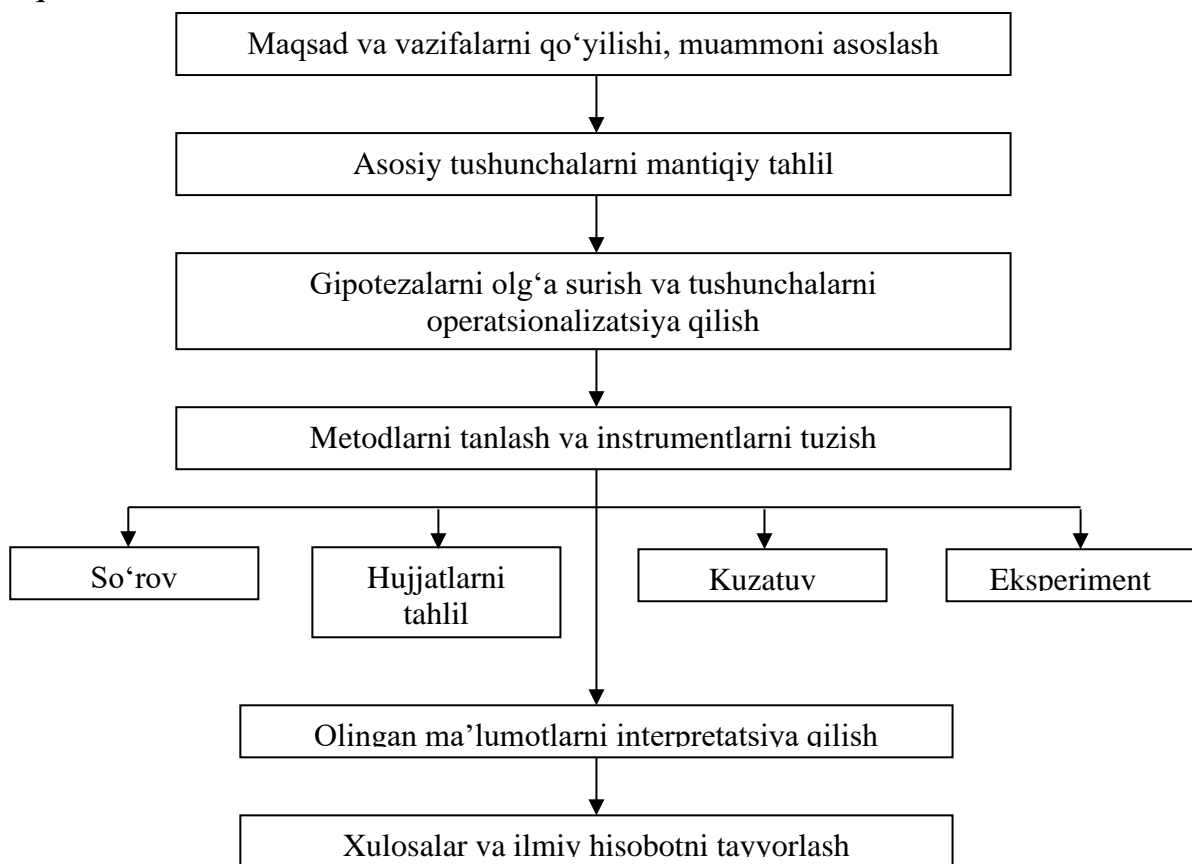 Maqsad va vazifalarni qo‘yilishi, muammoni asoslash
Asosiy tushunchalarni mantiqiy tahlil
Gipotezalarni olg‘a surish va tushunchalarni
operatsionalizatsiya qilish
Metodlarni tanlash va instrumentlarni tuzish
So‘rov
Hujjatlarni
tahlil
Kuzatuv
Eksperiment
Olingan ma’lumotlarni interpretatsiya qilish
Xulosalar va ilmiy hisobotni tayyorlash